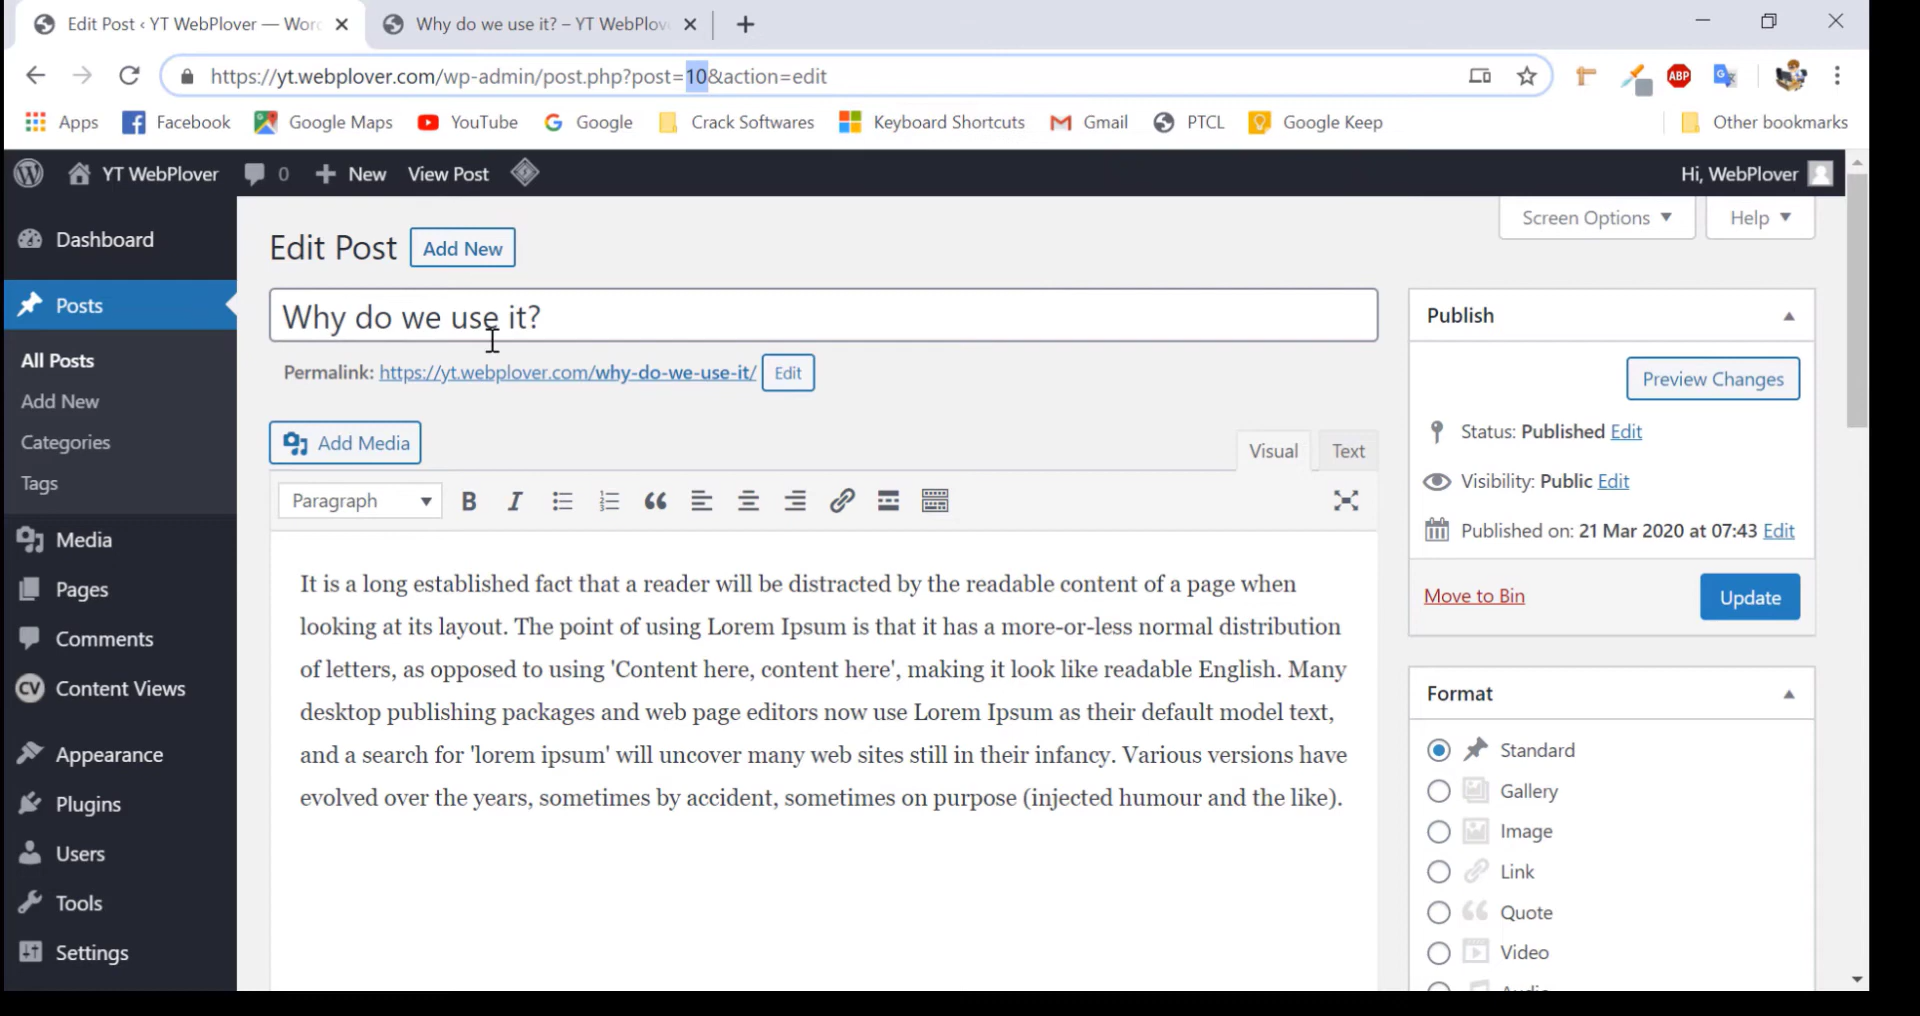 Edit Post ‹ YT WebPlover — Wor
Why do we use it? – YT WebPlov
https://yt.webplover.com/wp-admin/post.php?post=10&action=edit
ABP
Apps
Facebook
Google Maps
YouTube
Google
Crack Softwares
Keyboard Shortcuts
Gmail
PTCL
Google Keep
Other bookmarks
YT WebPlover
0
New
View Post
Hi, WebPlover
Dashboard
Posts
All Posts
Add New
Categories
Tags
Media
Pages
Comments
CV Content Views
Appearance
Plugins
Users
Tools
Settings
Screen Options
Help
Edit Post
Add New
Why do we use it?
Permalink: https://yt.webplover.com/why-do-we-use-it/ Edit
Add Media
Visual
Text
Paragraph
B
I
It is a long established fact that a reader will be distracted by the readable content of a page when
looking at its layout. The point of using Lorem Ipsum is that it has a more-or-less normal distribution
of letters, as opposed to using 'Content here, content here', making it look like readable English. Many
desktop publishing packages and web page editors now use Lorem Ipsum as their default model text,
and a search for 'lorem ipsum' will uncover many web sites still in their infancy. Various versions have
evolved over the years, sometimes by accident, sometimes on purpose (injected humour and the like).
Publish
Preview Changes
Status: Published Edit
Visibility: Public Edit
Published on: 21 Mar 2020 at 07:43 Edit
Move to Bin
Update
Format
Standard
Gallery
Image
Link
Quote
Video